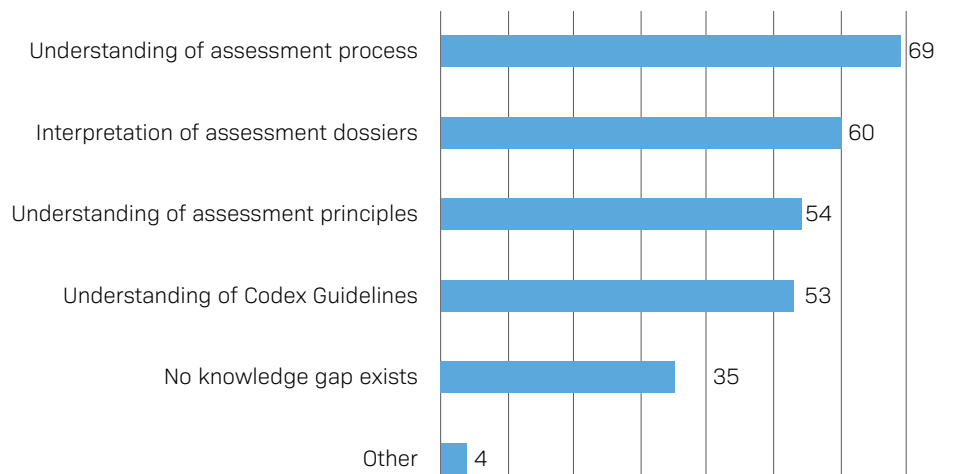 Understanding of assessment process 69
Interpretation of assessment dossiers 60
Understanding of assessment principles 54
Understanding of Codex Guidelines 53
No knowledge gap exists 35
Other 4